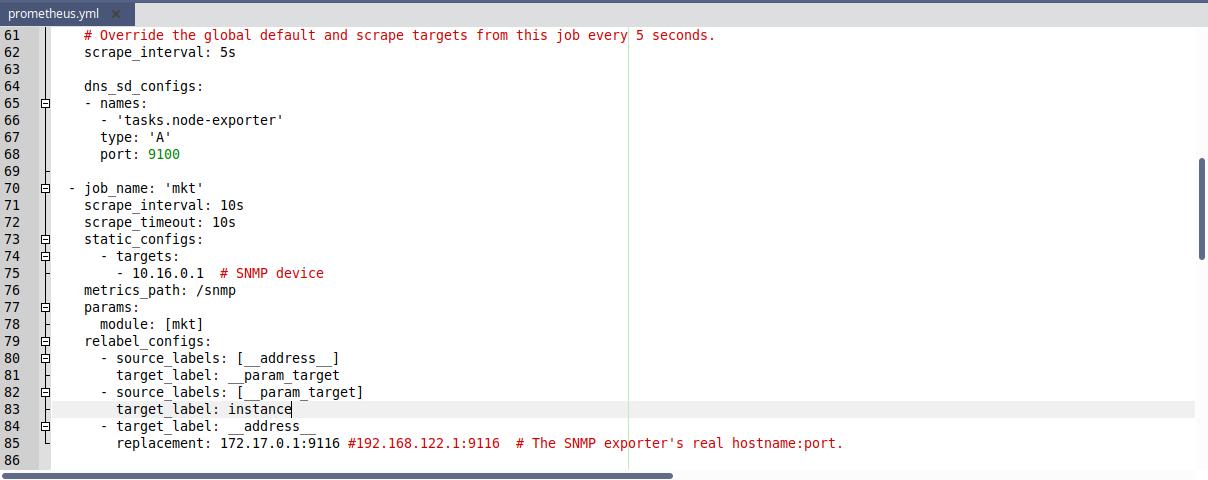 prometheus.yml
61 # Override the global default and scrape targets from this job every 5 seconds.
62 scrape_interval: 5s
63
64 dns_sd_configs:
65 - names:
66 - 'tasks.node-exporter'
67 type: 'A'
68 port: 9100
69
70 - job_name: 'mkt'
71 scrape_interval: 10s
72 scrape_timeout: 10s
73 static_configs:
74 - targets:
75 - 10.16.0.1  # SNMP device
76 metrics_path: /snmp
77 params:
78 module: [mkt]
79 relabel_configs:
80 - source_labels: [__address__]
81 target_label: __param_target
82 - source_labels: [__param_target]
83 target_label: instance
84 - target_label: __address__
85 replacement: 172.17.0.1:9116 #192.168.122.1:9116  # The SNMP exporter's real hostname:port.
86